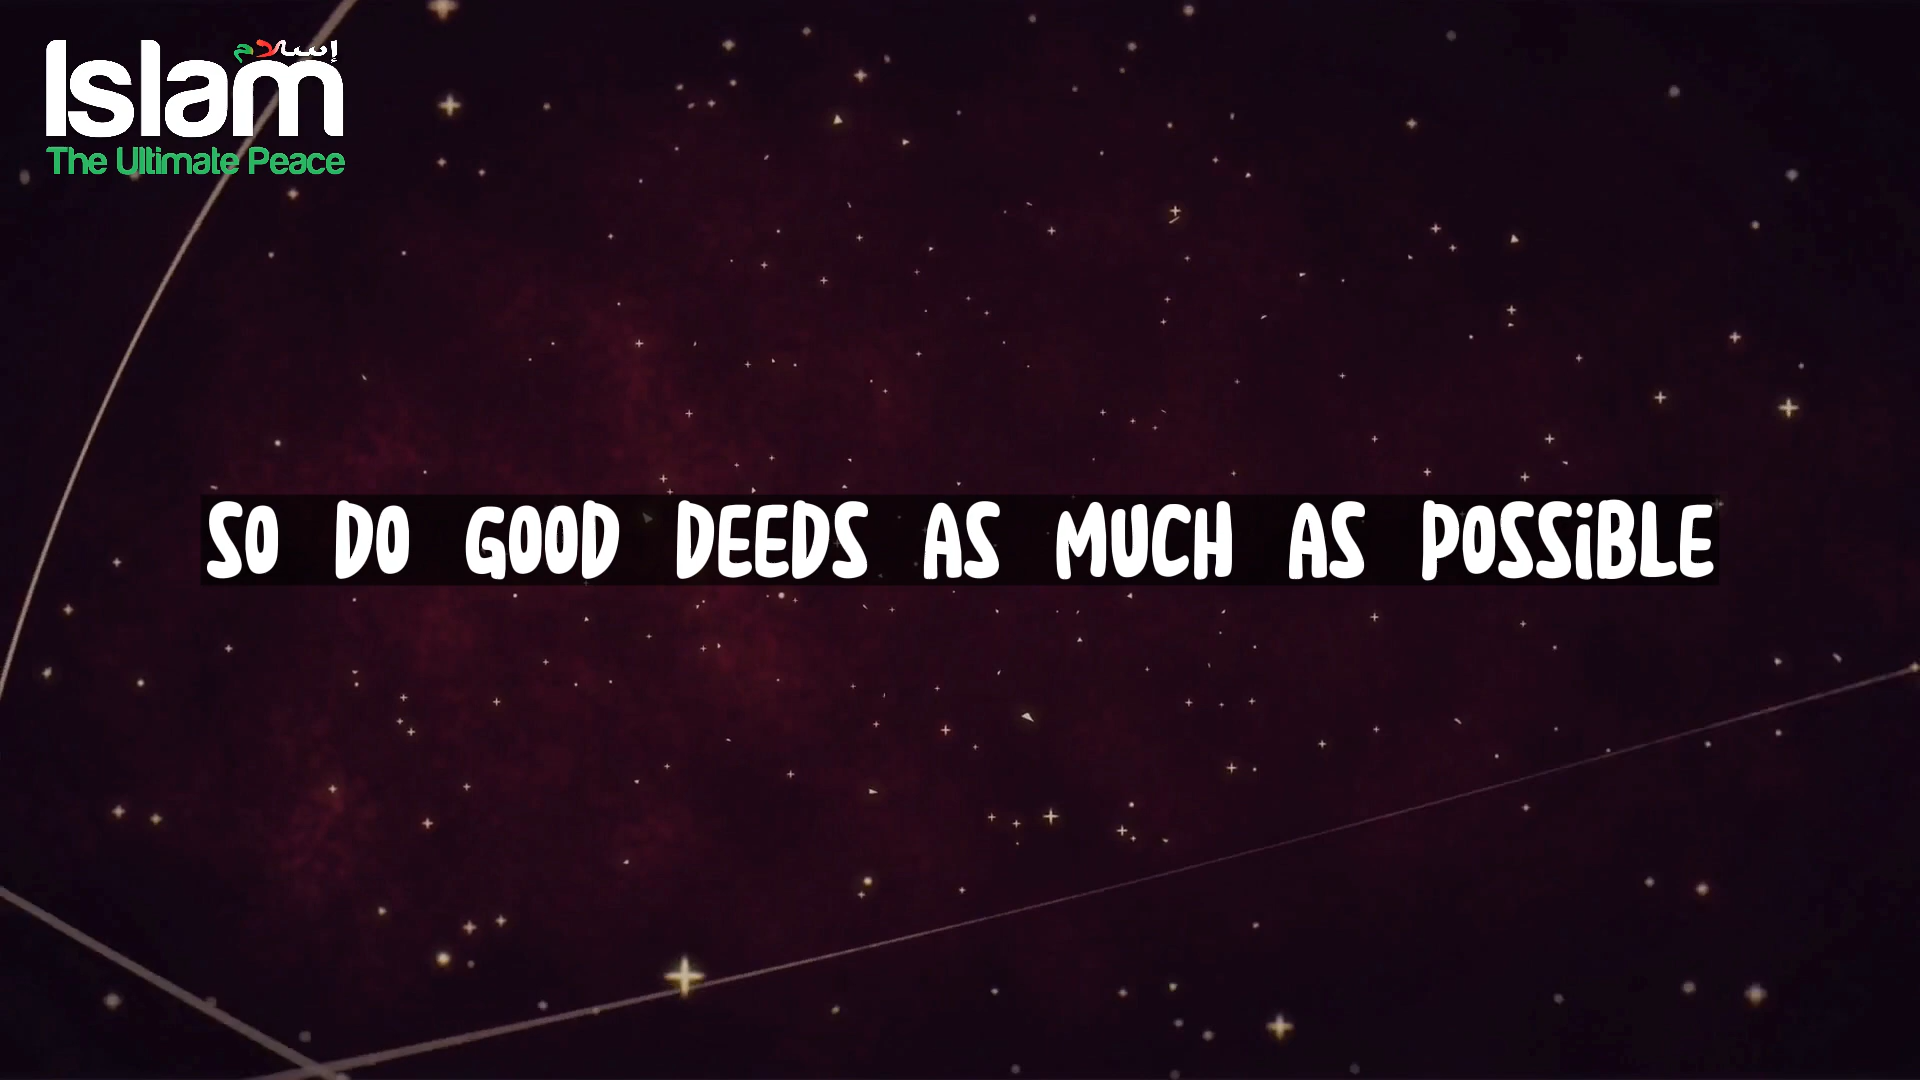 إسلام
Islam
The Ultimate Peace
SO DO GOOD DEEDS AS MUCH AS POSSiBLE